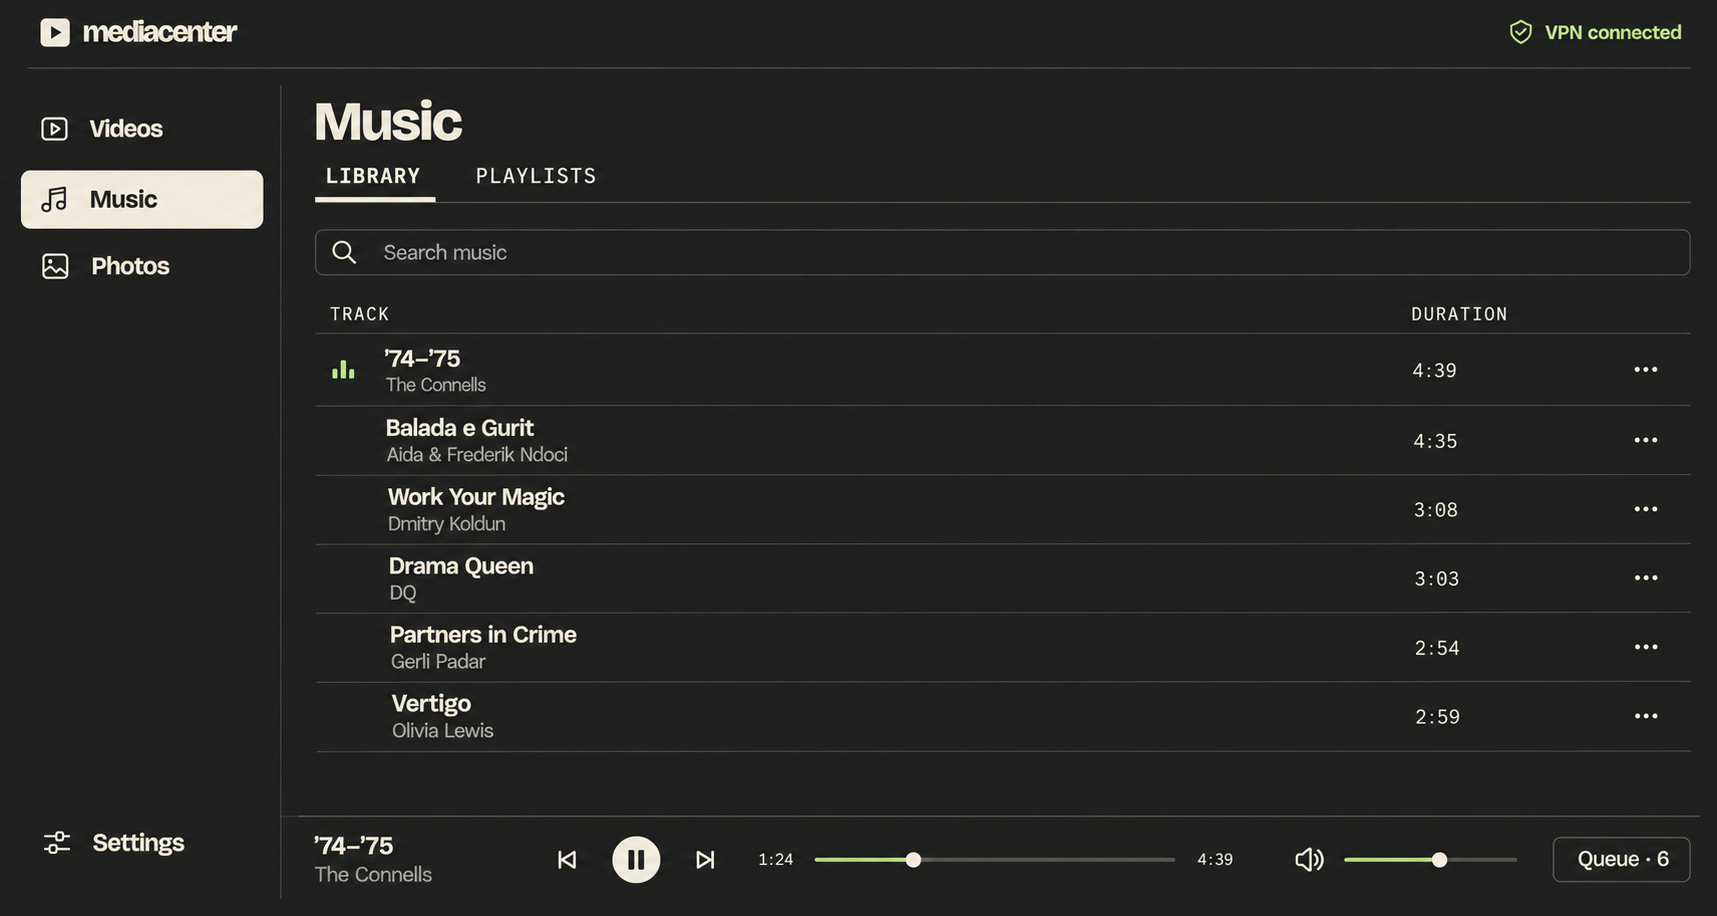 mediacenter
VPN connected
Videos
Music
Photos
Settings
Music
LIBRARY PLAYLISTS
Search music
TRACK DURATION
’74–’75
The Connells
4:39
Balada e Gurit
Aida & Frederik Ndoci
4:35
Work Your Magic
Dmitry Koldun
3:08
Drama Queen
DQ
3:03
Partners in Crime
Gerli Padar
2:54
Vertigo
Olivia Lewis
2:59
’74–’75
The Connells
1:24 4:39
Queue · 6